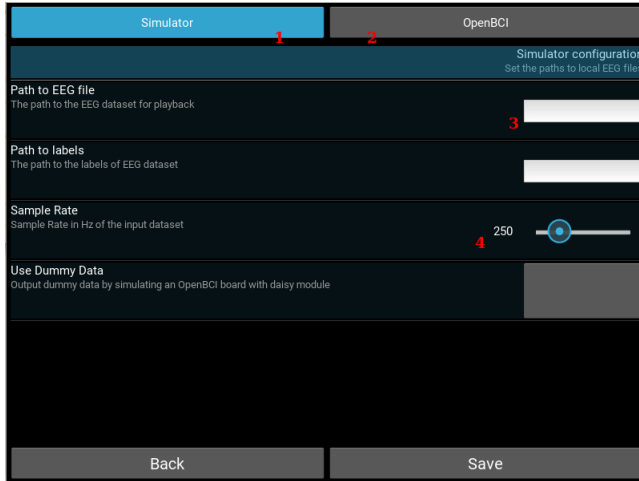 Simulator
OpenBCI
1
2
Simulator configuration
Set the paths to local EEG files
Path to EEG file
The path to the EEG dataset for playback
3
Path to labels
The path to the labels of EEG dataset
Sample Rate
Sample Rate in Hz of the input dataset
250
4
Use Dummy Data
Output dummy data by simulating an OpenBCI board with daisy module
Back
Save